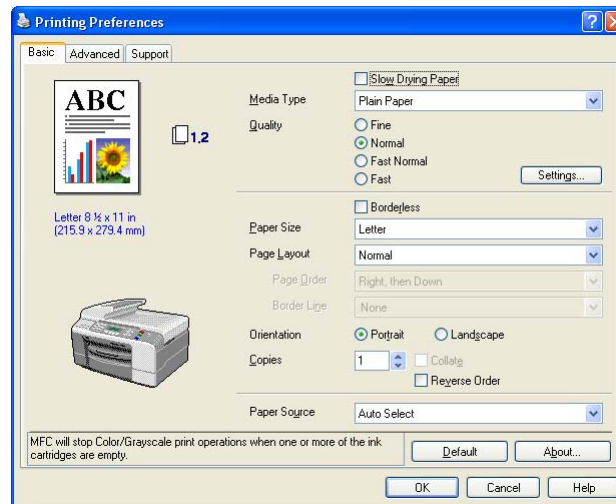 Printing Preferences
Basic Advanced Support
ABC
1.2
Letter 8 ½ x 11 in
(215.9 x 279.4 mm)
Slow Drying Paper
Media Type Plain Paper
Quality Fine
Normal
Fast Normal
Fast
Settings...
Borderless
Paper Size Letter
Page Layout Normal
Page Order Right, then Down
Border Line None
Orientation Portrait Landscape
Copies 1 Collate
Reverse Order
Paper Source Auto Select
MFC will stop Color/Grayscale print operations when one or more of the ink
cartridges are empty.
Default About...
OK Cancel Help